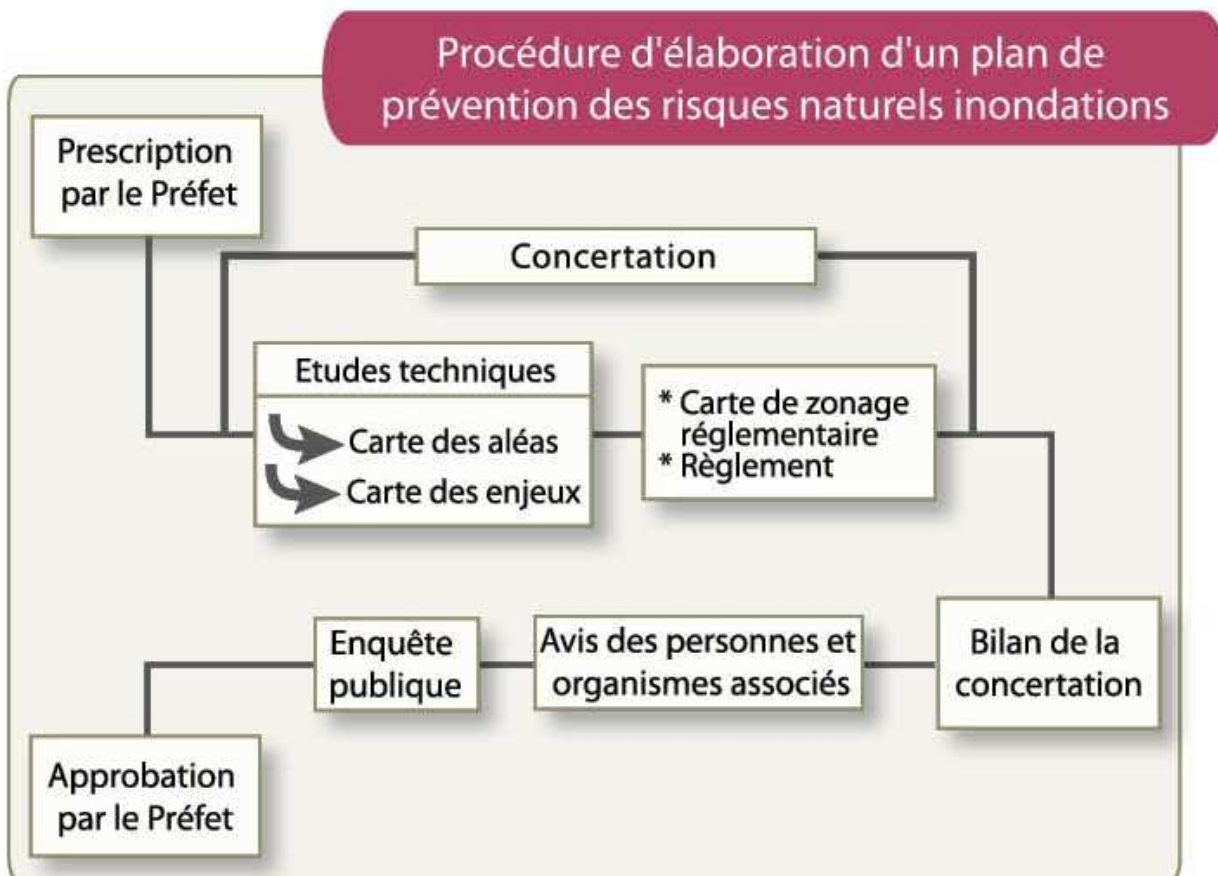 Procédure d'élaboration d'un plan de
prévention des risques naturels inondations
Prescription
par le Préfet
Concertation
Etudes techniques
Carte des aléas
Carte des enjeux
* Carte de zonage
réglementaire
* Règlement
Bilan de la
concertation
Avis des personnes et
organismes associés
Enquête
publique
Approbation
par le Préfet